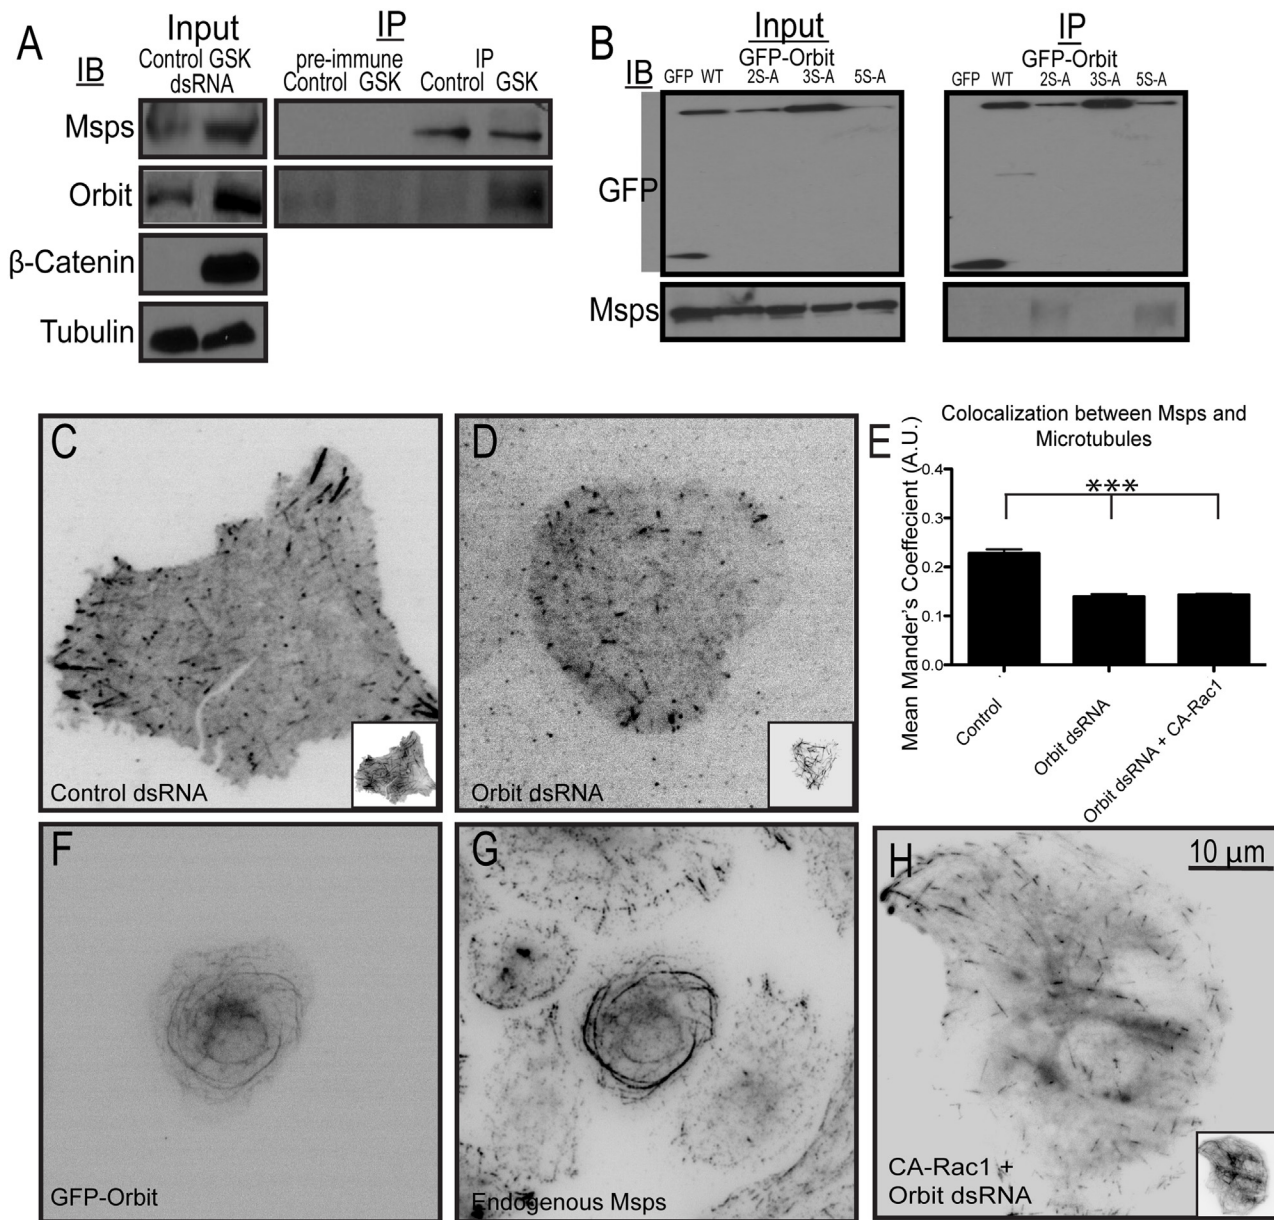 A
Input
Control GSK
dsRNA
IP
pre-immune
Control GSK
IP
Control GSK
IB
Msps
Orbit
β-Catenin
Tubulin
B
Input
GFP-Orbit
GFP WT 2S-A 3S-A 5S-A
IP
GFP-Orbit
GFP WT 2S-A 3S-A 5S-A
IB
GFP
Msps
C
Control dsRNA
D
Orbit dsRNA
E
Colocalization between Msps and
Microtubules
Mean Mander's Coeffecient (A.U.)
0.4
0.3
0.2
0.1
0.0
***
Control
Orbit dsRNA
Orbit dsRNA + CA-Rac1
F
GFP-Orbit
G
Endogenous Msps
H
10 µm
CA-Rac1 +
Orbit dsRNA